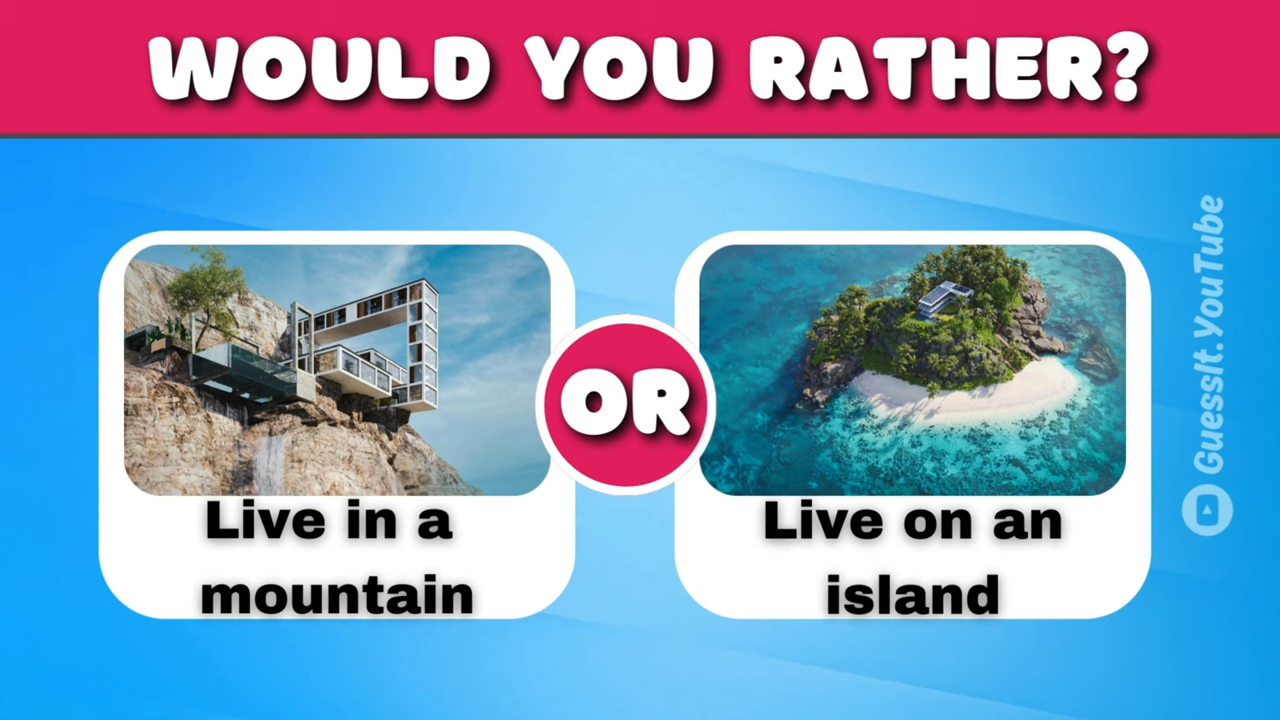 WOULD YOU RATHER?
OR
Live in a
mountain
Live on an
island
GuessIt.YouTube